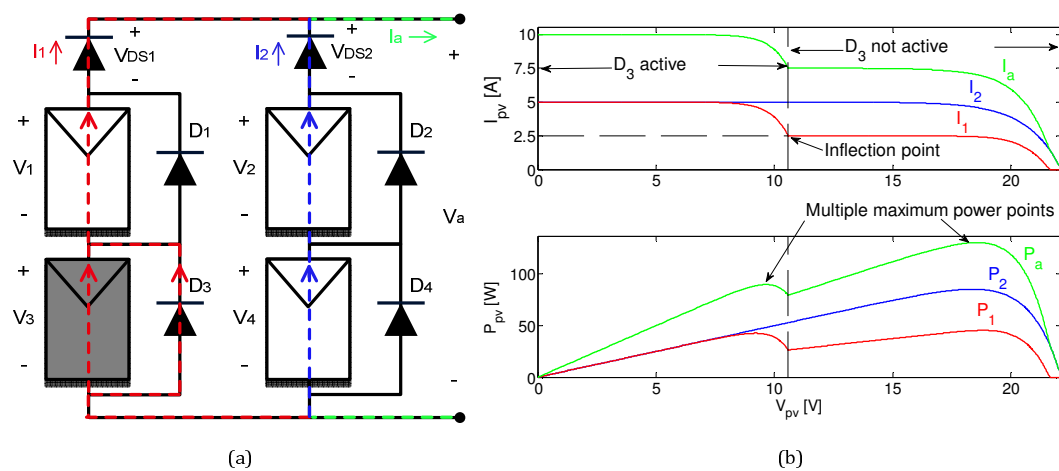 I1
+
VDS1
-
I2
+
VDS2
-
Ia
+
+
V1
-
D1
+
V2
-
D2
Va
+
V3
-
D3
+
V4
-
D4
-
(a)
Ipv [A]
10
7.5
5
2.5
0
D3 active
D3 not active
Ia
I2
I1
Inflection point
0
5
10
15
20
Multiple maximum power points
Ppv [W]
100
50
0
Pa
P2
P1
0
5
10
15
20
Vpv [V]
(b)